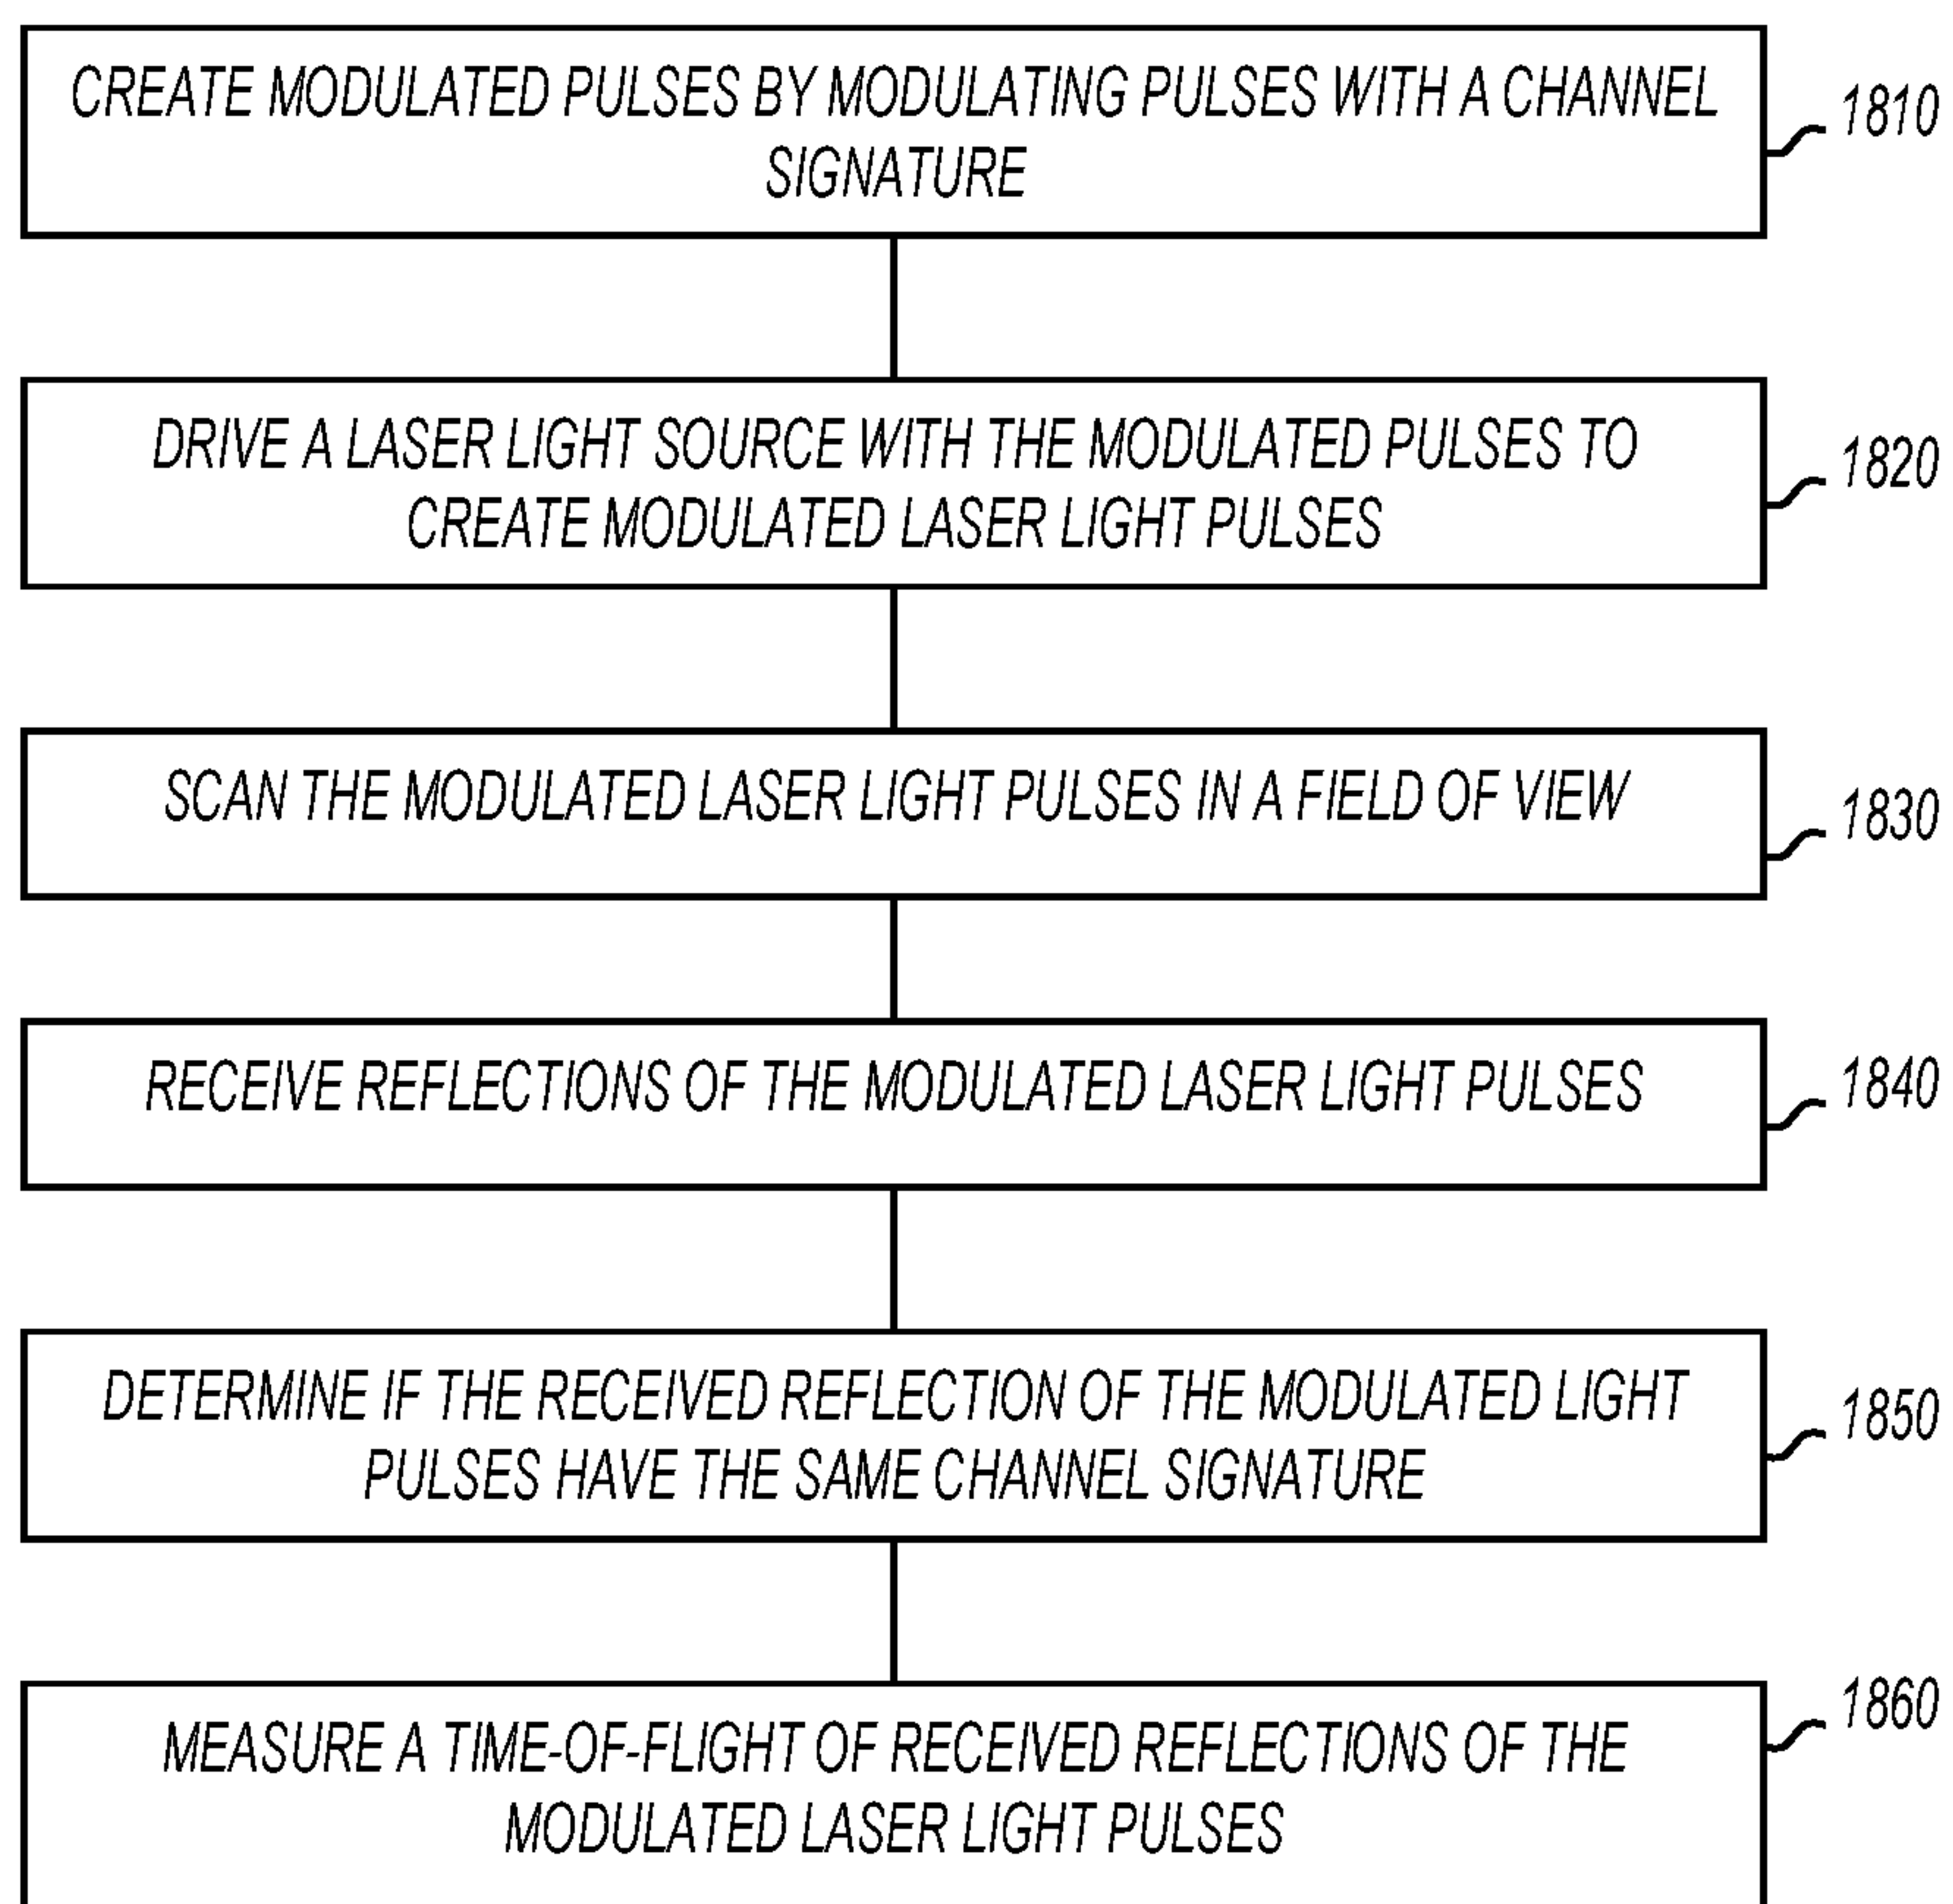 CREATE MODULATED PULSES BY MODULATING PULSES WITH A CHANNEL
SIGNATURE
1810
DRIVE A LASER LIGHT SOURCE WITH THE MODULATED PULSES TO
CREATE MODULATED LASER LIGHT PULSES
1820
SCAN THE MODULATED LASER LIGHT PULSES IN A FIELD OF VIEW
1830
RECEIVE REFLECTIONS OF THE MODULATED LASER LIGHT PULSES
1840
DETERMINE IF THE RECEIVED REFLECTION OF THE MODULATED LIGHT
PULSES HAVE THE SAME CHANNEL SIGNATURE
1850
MEASURE A TIME-OF-FLIGHT OF RECEIVED REFLECTIONS OF THE
MODULATED LASER LIGHT PULSES
1860